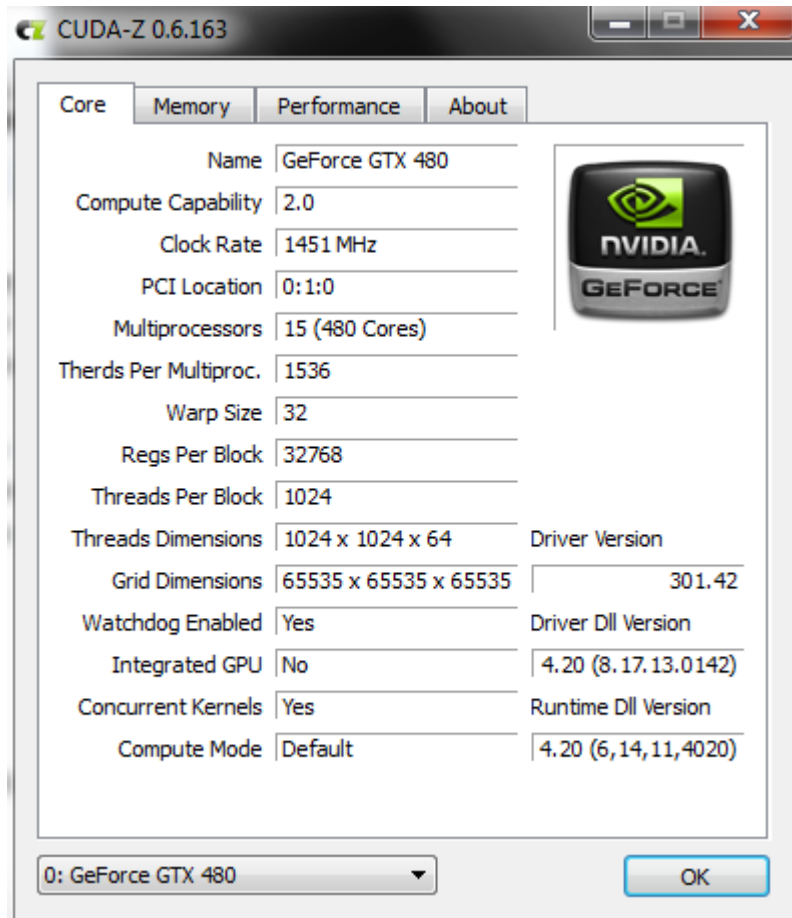 CUDA-Z 0.6.163
Core Memory Performance About
Name GeForce GTX 480
Compute Capability 2.0
Clock Rate 1451 MHz
PCI Location 0:1:0
Multiprocessors 15 (480 Cores)
Therds Per Multiproc. 1536
Warp Size 32
Regs Per Block 32768
Threads Per Block 1024
Threads Dimensions 1024 x 1024 x 64
Grid Dimensions 65535 x 65535 x 65535
Watchdog Enabled Yes
Integrated GPU No
Concurrent Kernels Yes
Compute Mode Default
NVIDIA.
GEFORCE
Driver Version
301.42
Driver Dll Version
4.20 (8.17.13.0142)
Runtime Dll Version
4.20 (6,14,11,4020)
0: GeForce GTX 480
OK